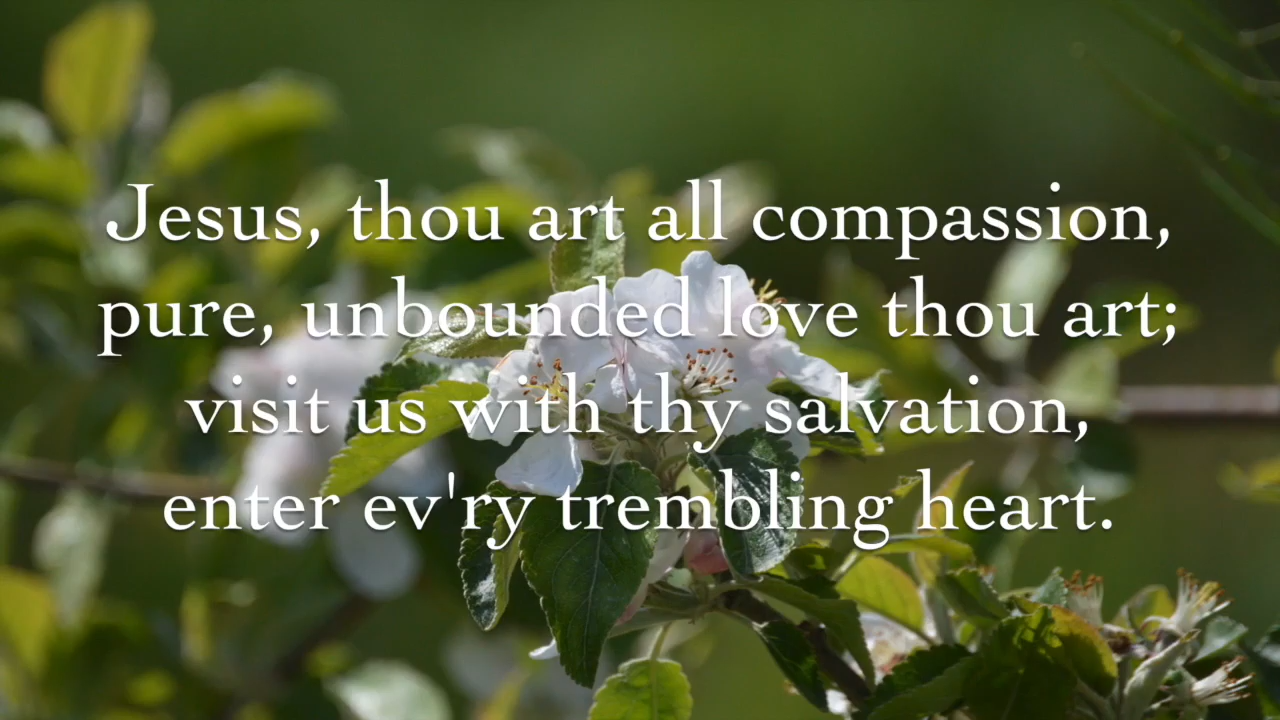 Jesus, thou art all compassion,
pure, unbounded love thou art;
visit us with thy salvation,
enter ev'ry trembling heart.